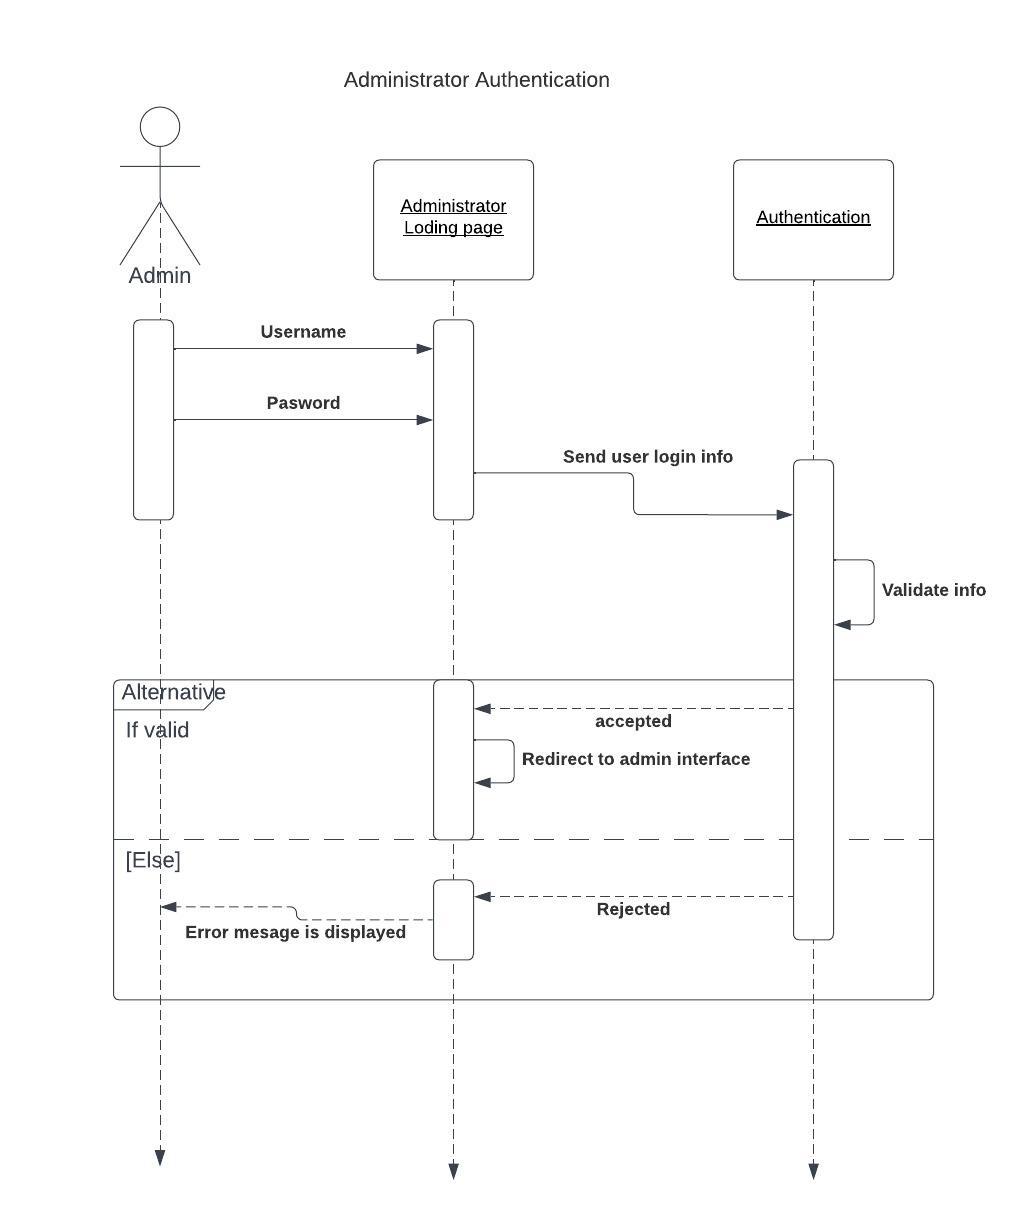 Administrator Authentication
Administrator
Loding page
Authentication
Admin
Username
Pasword
Send user login info
Validate info
Alternative
If valid
accepted
Redirect to admin interface
[Else]
Rejected
Error mesage is displayed